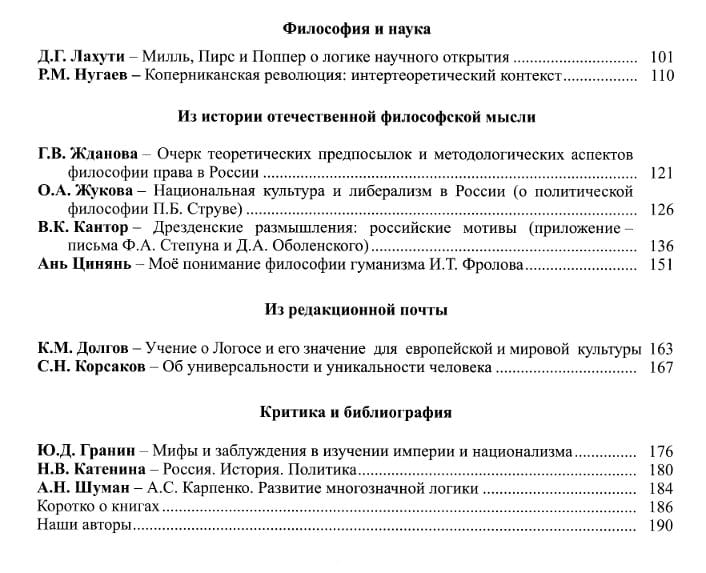 Философия и наука
Д.Г. Лахути – Милль, Пирс и Поппер о логике научного открытия ........................ 101
Р.М. Нугаев – Коперниканская революция: интертеоретический контекст ............... 110
Из истории отечественной философской мысли
Г.В. Жданова – Очерк теоретических предпосылок и методологических аспектов
философии права в России ........................ 121
О.А. Жукова – Национальная культура и либерализм в России (о политической
философии П.Б. Струве) ........................ 126
В.К. Кантор – Дрезденские размышления: российские мотивы (приложение –
письма Ф.А. Степуна и Д.А. Оболенского) ........................ 136
Ань Цинянь – Моё понимание философии гуманизма И.Т. Фролова ........................ 151
Из редакционной почты
К.М. Долгов – Учение о Логосе и его значение для европейской и мировой культуры 163
С.Н. Корсаков – Об универсальности и уникальности человека ........................ 167
Критика и библиография
Ю.Д. Гранин – Мифы и заблуждения в изучении империи и национализма ............... 176
Н.В. Катенина – Россия. История. Политика ........................ 180
А.Н. Шуман – А.С. Карпенко. Развитие многозначной логики ........................ 184
Коротко о книгах ........................ 186
Наши авторы ........................ 190